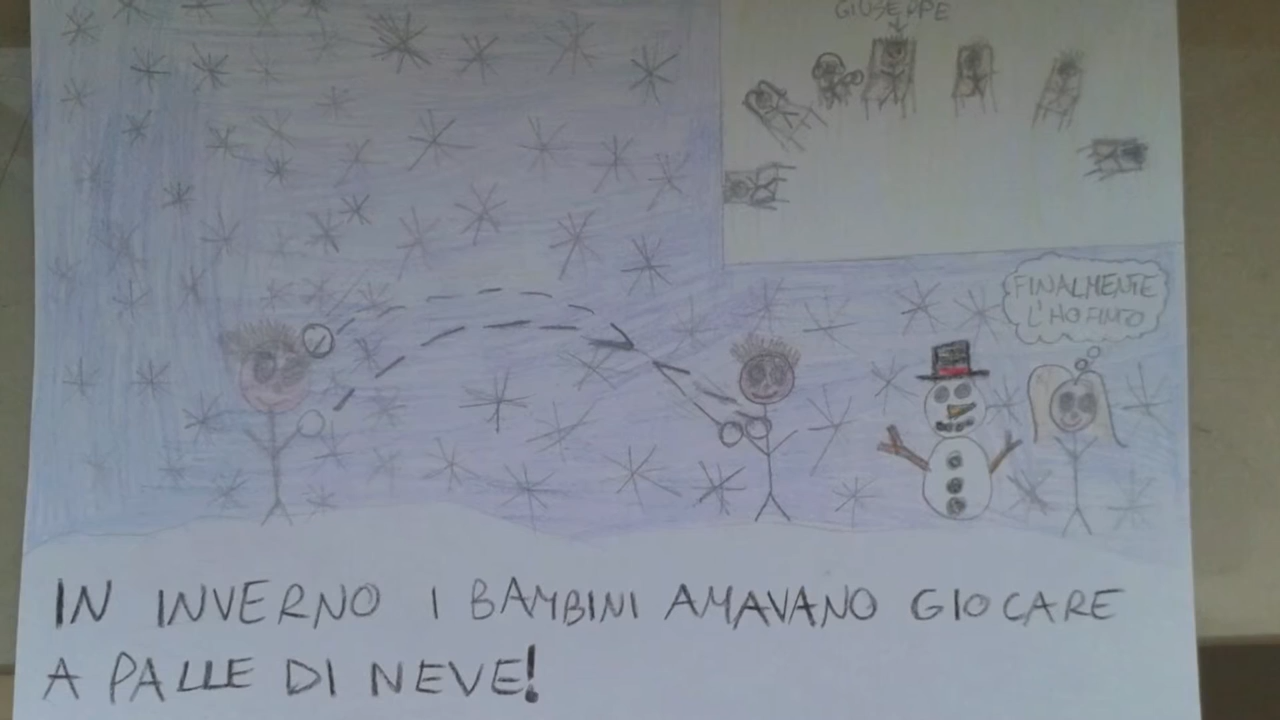 GIUSEPPE
FINALMENTE
L'HO FINITO
IN INVERNO I BAMBINI AMAVANO GIOCARE
A PALLE DI NEVE!